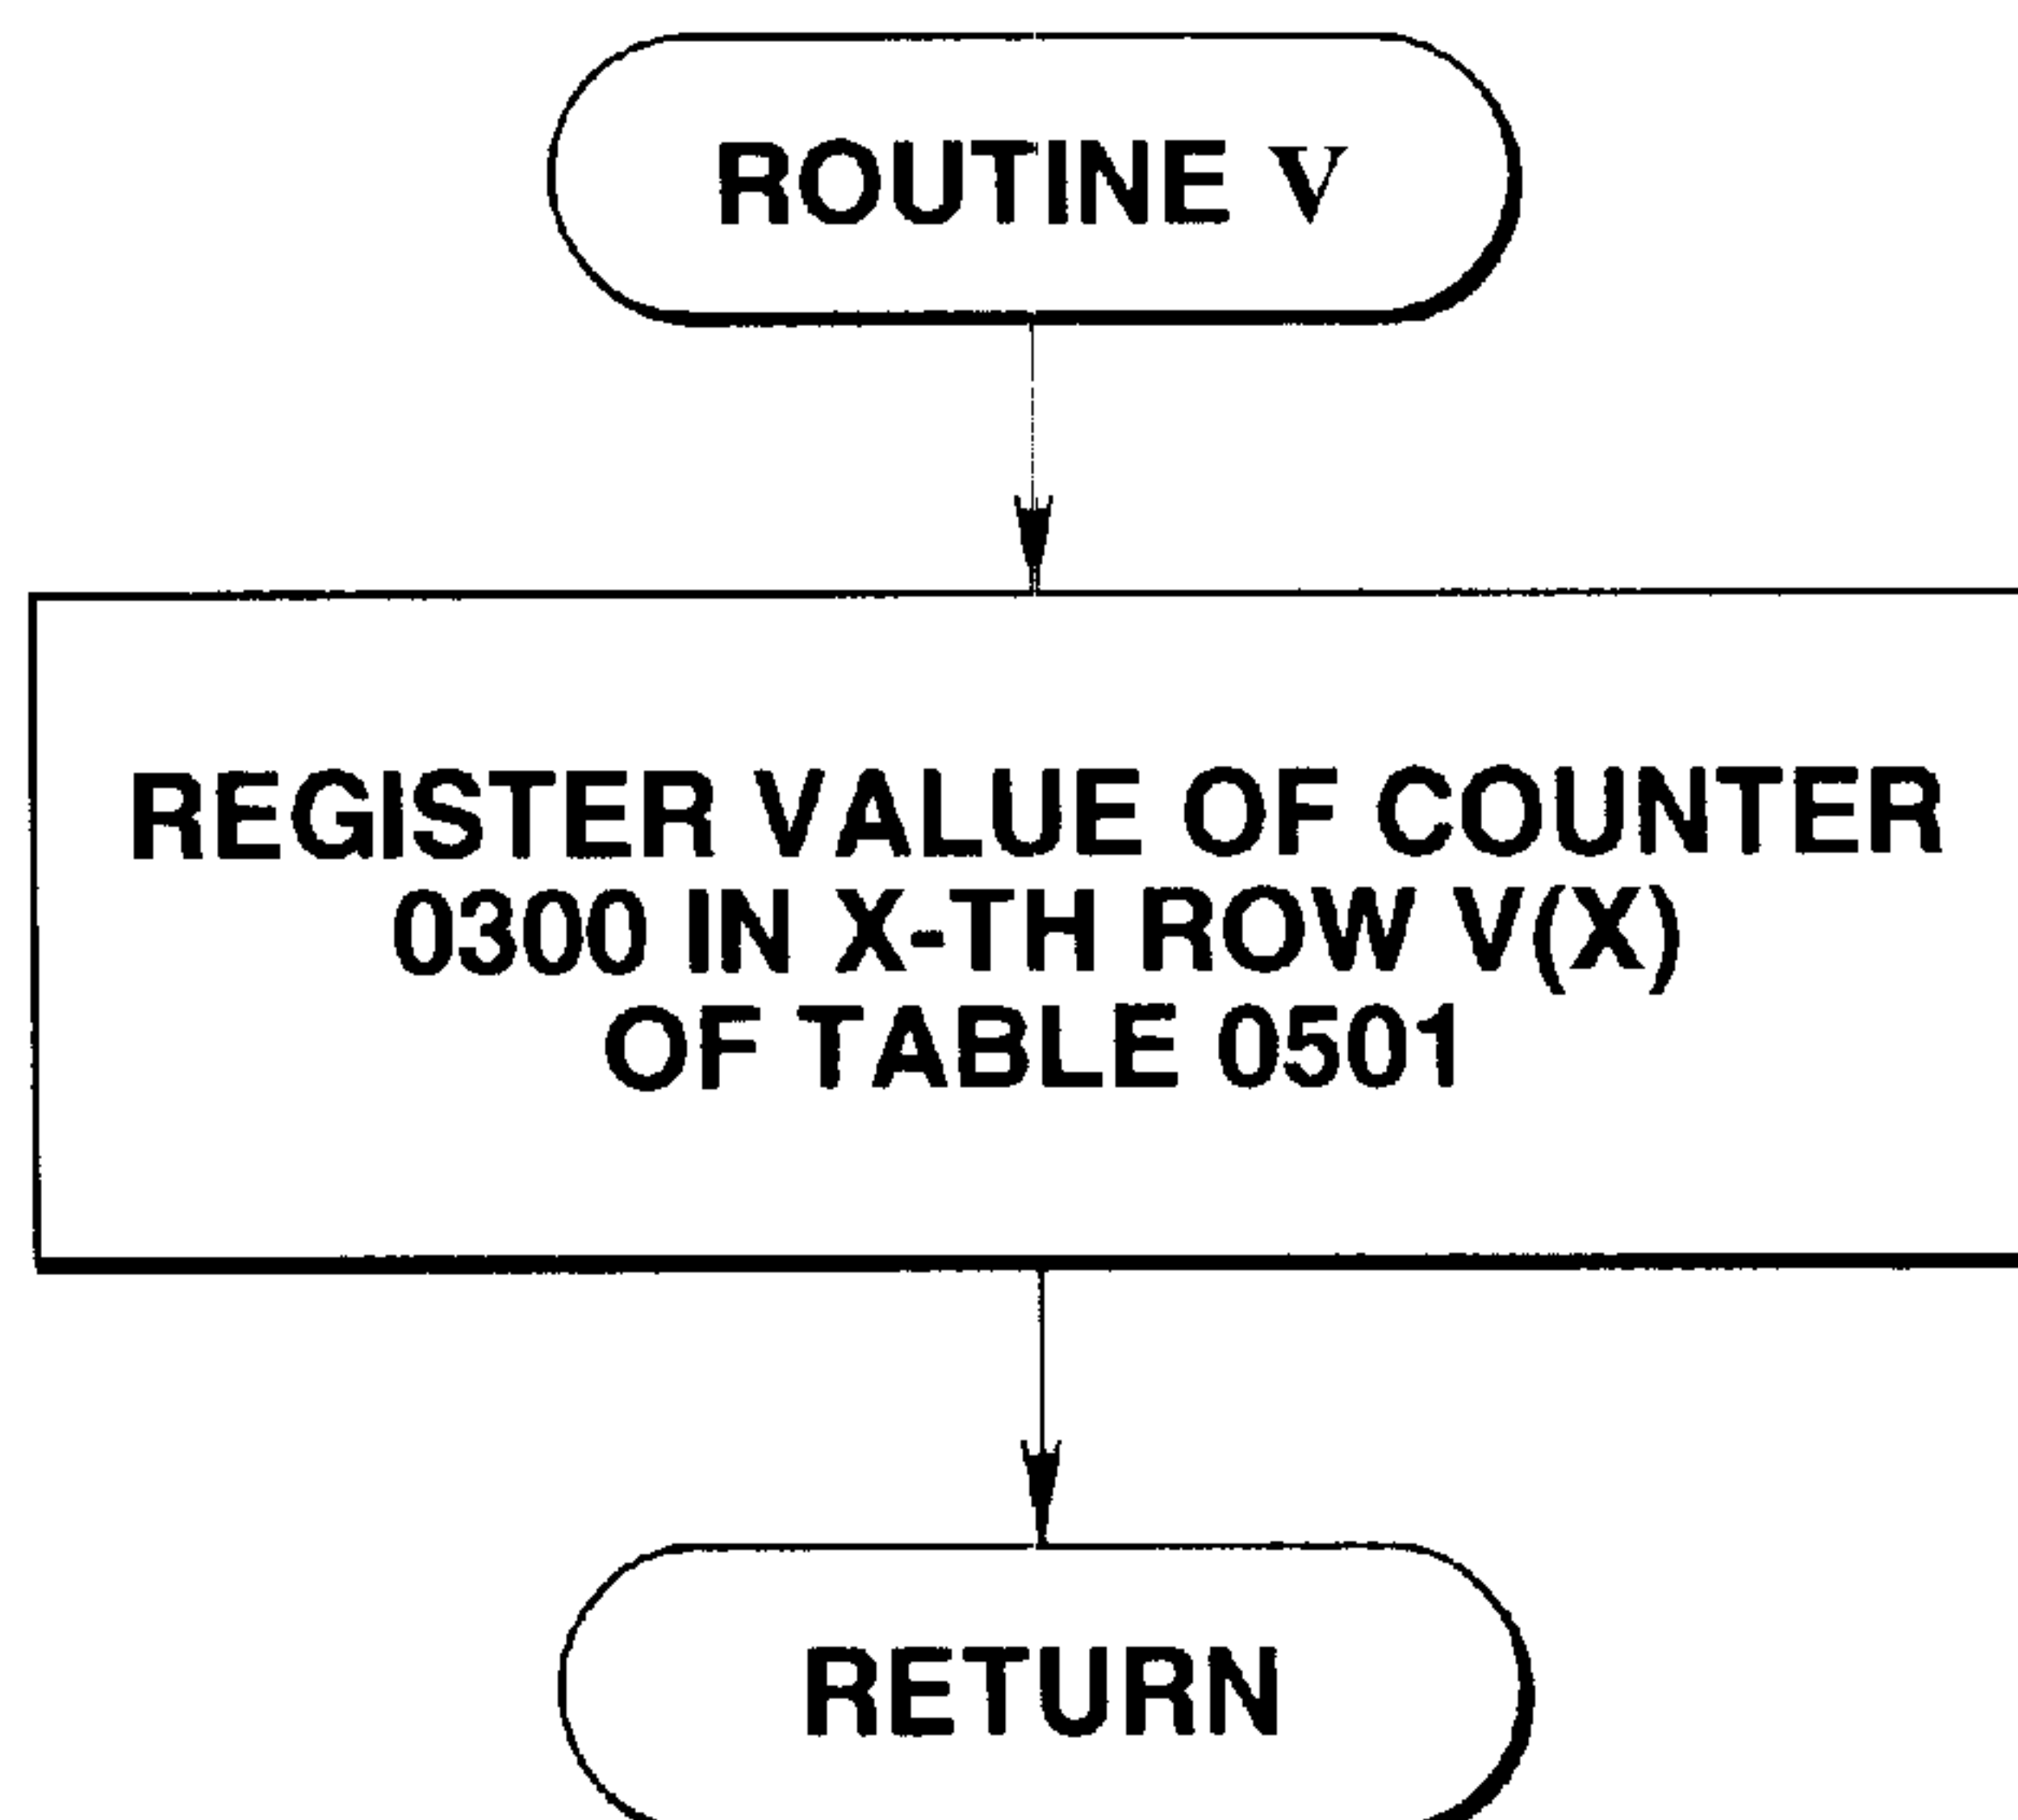 ROUTINE V
REGISTER VALUE OF COUNTER
0300 IN X-TH ROW V(X)
OF TABLE 0501
RETURN